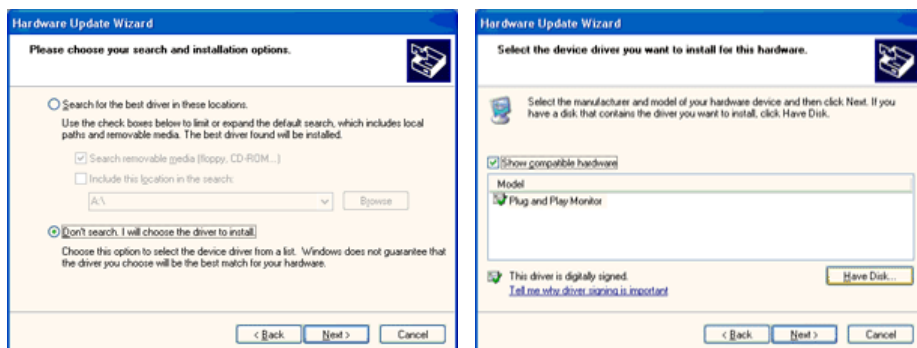 Hardware Update Wizard
Please choose your search and installation options.
Search for the best driver in these locations.
Use the check boxes below to limit or expand the default search, which includes local
paths and removable media. The best driver found will be installed.
Search removable media (floppy, CD-ROM...)
Include this location in the search:
A:\
Browse
Don't search. I will choose the driver to install.
Choose this option to select the device driver from a list. Windows does not guarantee that
the driver you choose will be the best match for your hardware.
< Back
Next >
Cancel
Hardware Update Wizard
Select the device driver you want to install for this hardware.
Select the manufacturer and model of your hardware device and then click Next. If you
have a disk that contains the driver you want to install, click Have Disk.
Show compatible hardware
Model
Plug and Play Monitor
This driver is digitally signed.
Tell me why driver signing is important
Have Disk...
< Back
Next >
Cancel